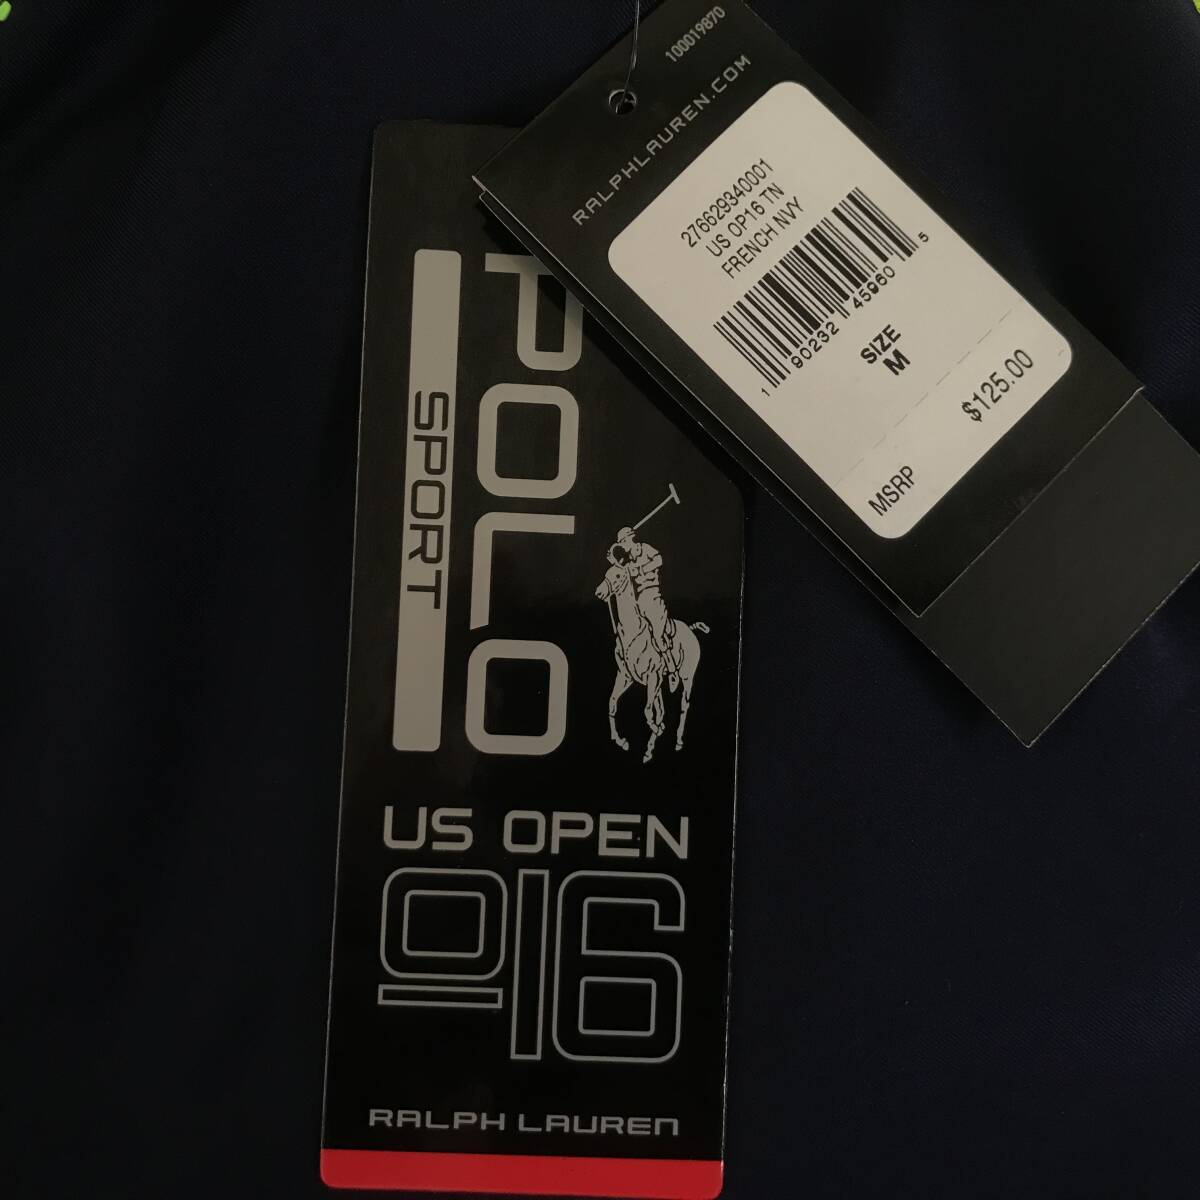 100019870
RALPHLAUREN.COM
276629340001
US OP16 TN
FRENCH NVY
1 90232 45960 5
SIZE
M
MSRP $125.00
POLO
SPORT
US OPEN
016
RALPH LAUREN